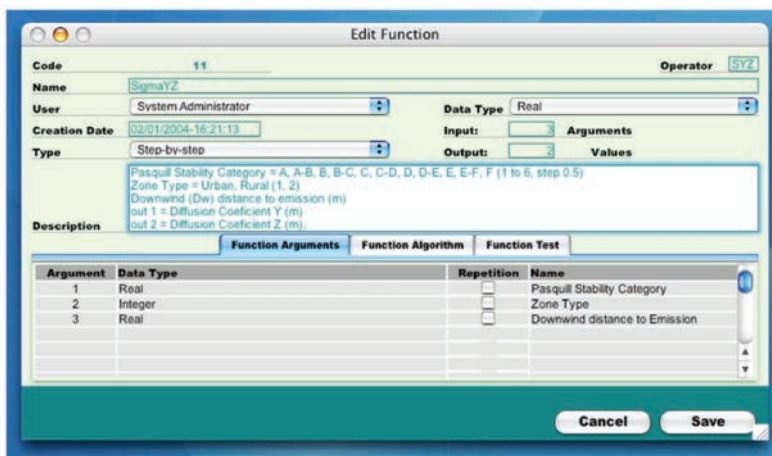 Edit Function
Code 11 Operator SYZ
Name SigmaYZ
User System Administrator Data Type Real
Creation Date 02/01/2004-16:21:13 Input: 3 Arguments
Type Step-by-step Output: 2 Values
Pasquill Stability Category = A, A-B, B, B-C, C, C-D, D, D-E, E, E-F, F (1 to 6, step 0.5)
Zone Type = Urban, Rural (1, 2)
Downwind (Dw) distance to emission (m)
out 1 = Diffusion Coeficient Y (m)
Description out 2 = Diffusion Coeficient Z (m).
Function Arguments Function Algorithm Function Test
Argument Data Type Repetition Name
1 Real Pasquill Stability Category
2 Integer Zone Type
3 Real Downwind distance to Emission
Cancel Save